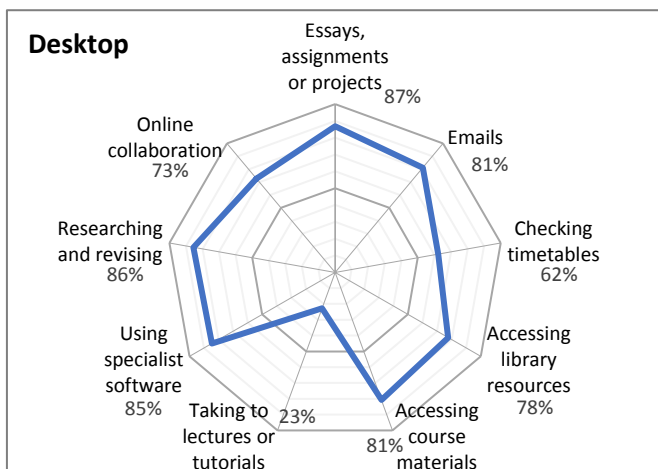 Desktop
Essays,
assignments
or projects
87%
Emails
81%
Checking
timetables
62%
Accessing
library
resources
78%
Accessing
course
materials
81%
Taking to
lectures or
tutorials
23%
Using
specialist
software
85%
Researching
and revising
86%
Online
collaboration
73%